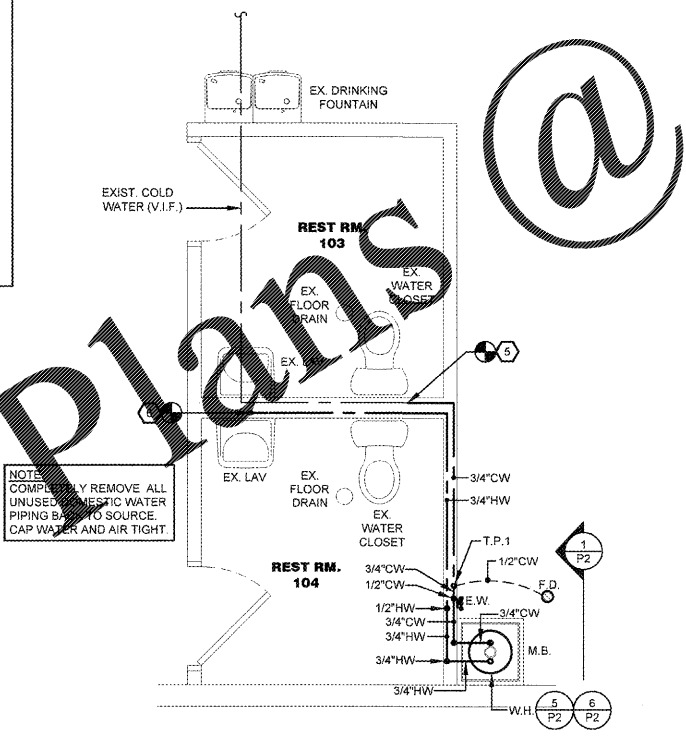 EX. DRINKING
FOUNTAIN
@
EXIST. COLD
WATER (V.I.F.)
REST RM.
103
EX.
FLOOR
DRAIN
EX.
WATER
CLOSET
Plans
EX. LAV
5
EX. LAV
EX.
FLOOR
DRAIN
EX.
WATER
CLOSET
NOTE:
COMPLETELY REMOVE ALL
UNUSED DOMESTIC WATER
PIPING BACK TO SOURCE.
CAP WATER AND AIR TIGHT.
3/4"CW
3/4"HW
REST RM.
104
T.P.1
3/4"CW
1/2"CW
1/2"CW
1
P2
F.D.
E.W.
1/2"HW
3/4"CW
3/4"CW
3/4"HW
M.B.
3/4"HW
3/4"HW
W.H.
5
P2
6
P2